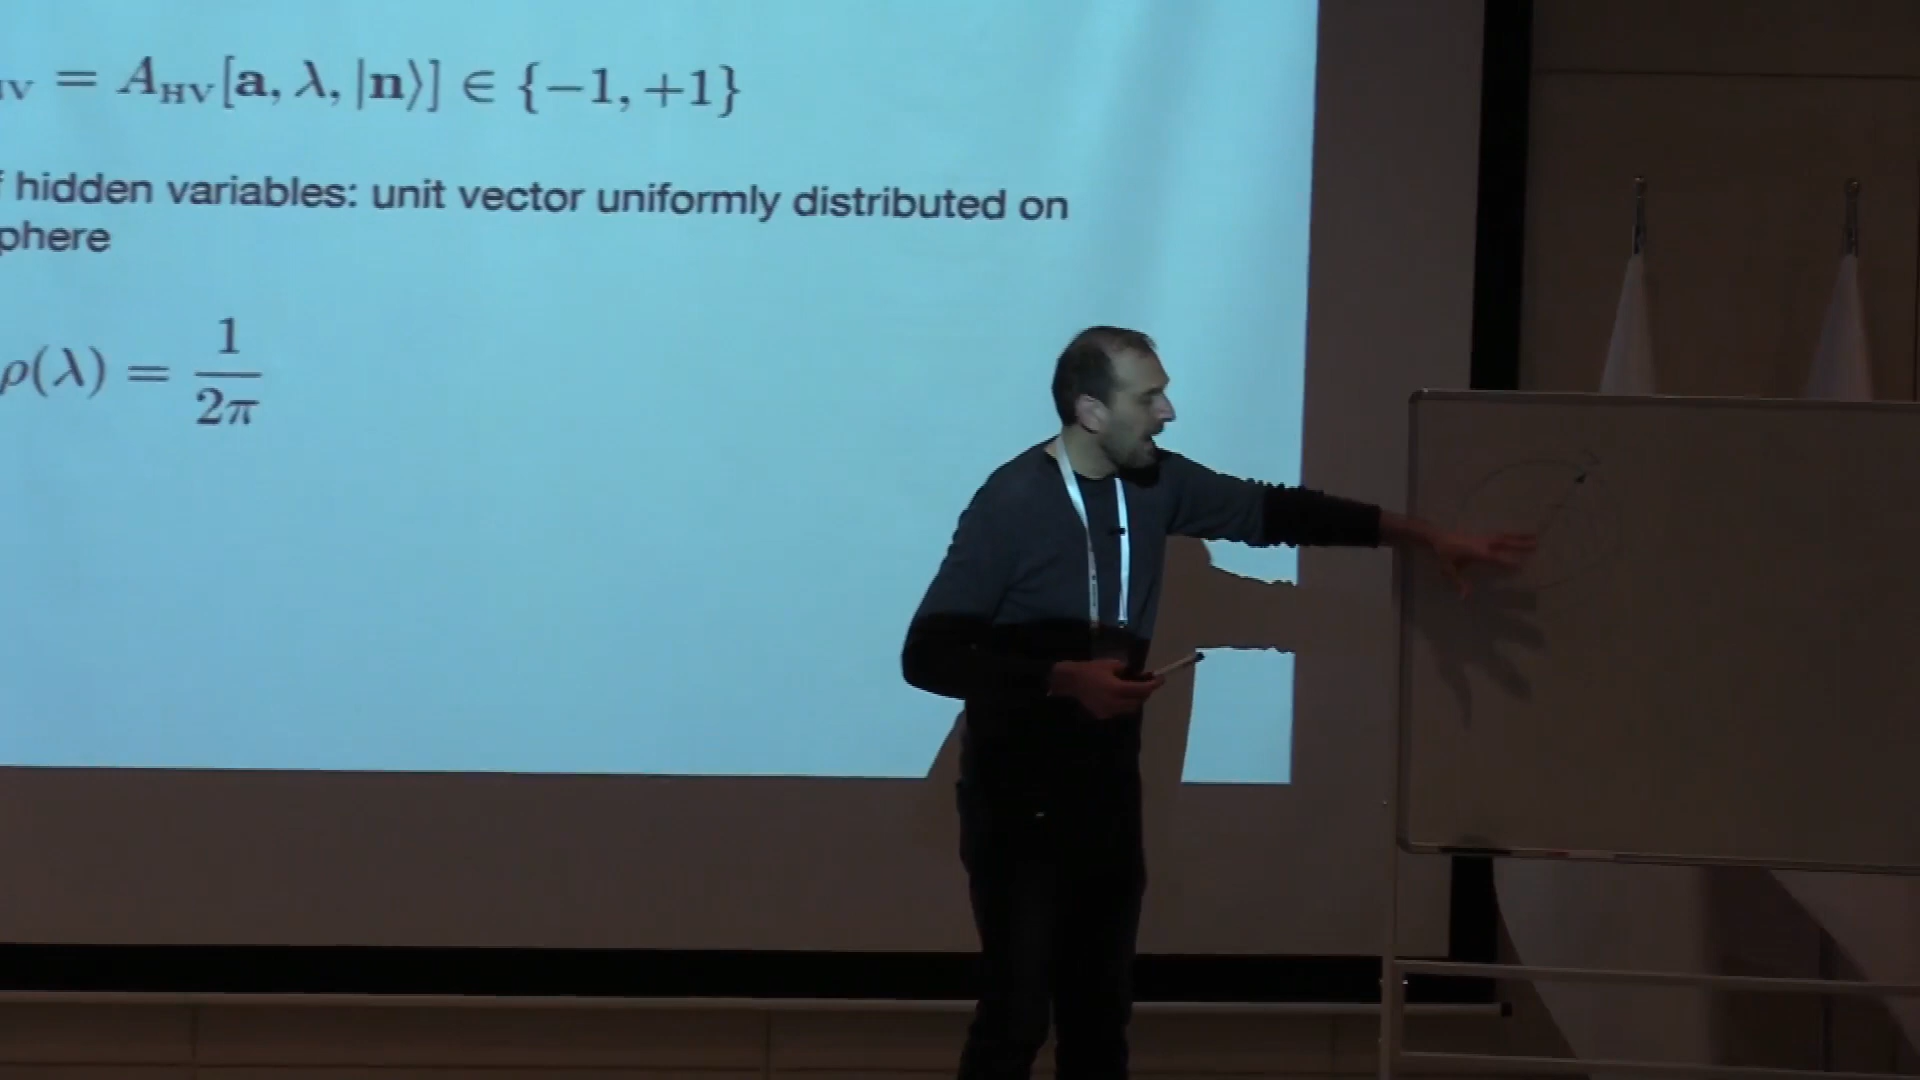 HV = A_HV[a, λ, |n⟩] ∈ {−1, +1}
f hidden variables: unit vector uniformly distributed on
phere
ρ(λ) = 1/2π